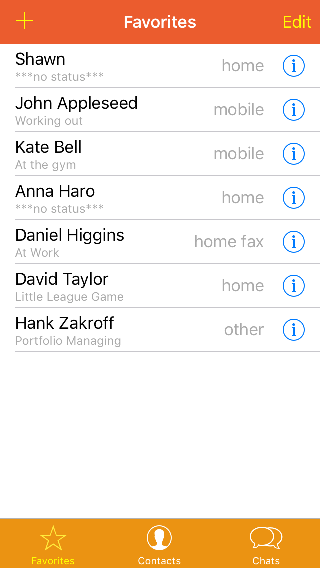 + Favorites Edit
Shawn home
***no status***
John Appleseed mobile
Working out
Kate Bell mobile
At the gym
Anna Haro home
***no status***
Daniel Higgins home fax
At Work
David Taylor home
Little League Game
Hank Zakroff other
Portfolio Managing
Favorites Contacts Chats